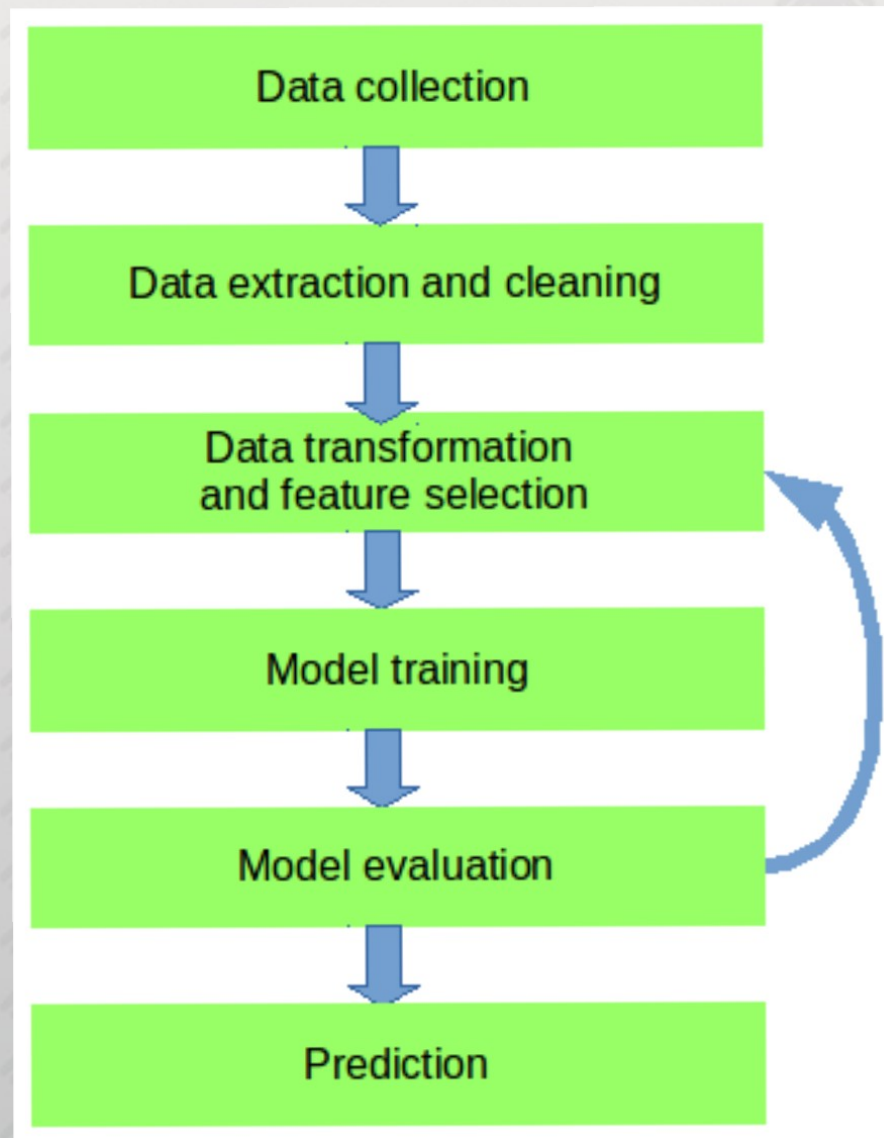 Data collection
Data extraction and cleaning
Data transformation
and feature selection
Model training
Model evaluation
Prediction